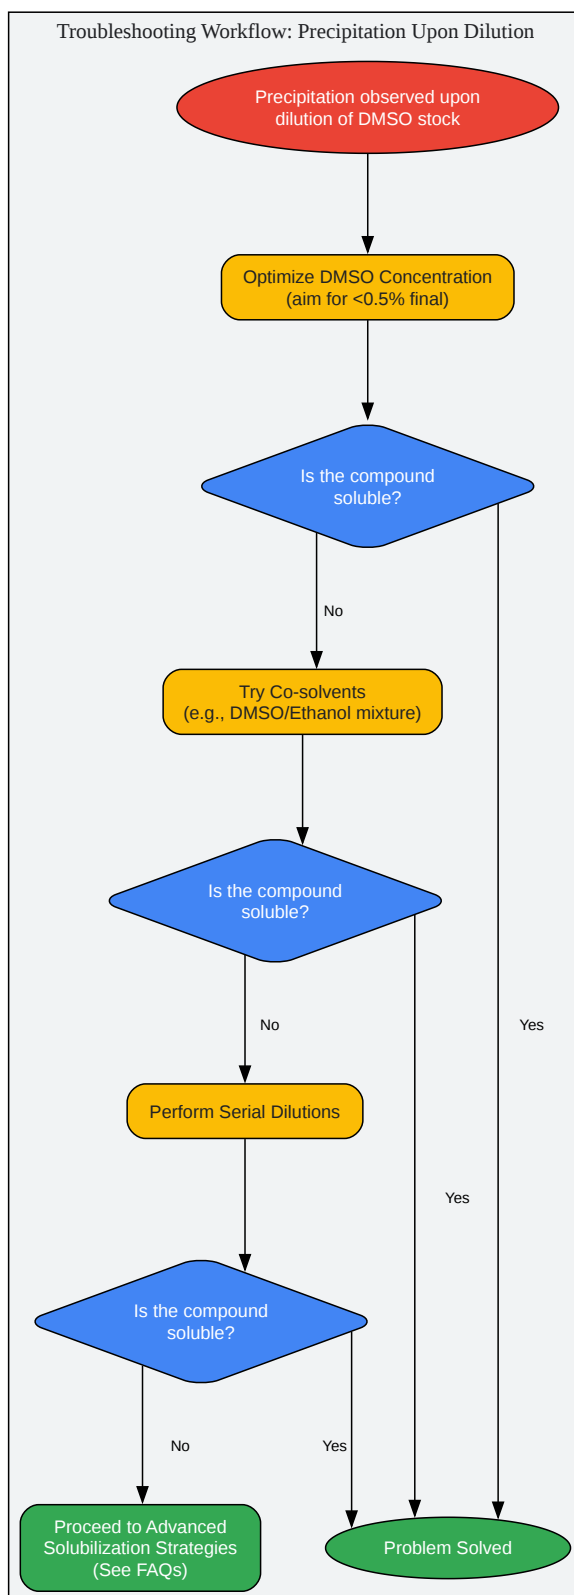 Troubleshooting Workflow: Precipitation Upon Dilution
Precipitation observed upon
dilution of DMSO stock
Optimize DMSO Concentration
(aim for <0.5% final)
Is the compound
soluble?
No
Try Co-solvents
(e.g., DMSO/Ethanol mixture)
Is the compound
soluble?
No
Yes
Perform Serial Dilutions
Yes
Is the compound
soluble?
No
Yes
Proceed to Advanced
Solubilization Strategies
(See FAQs)
Problem Solved